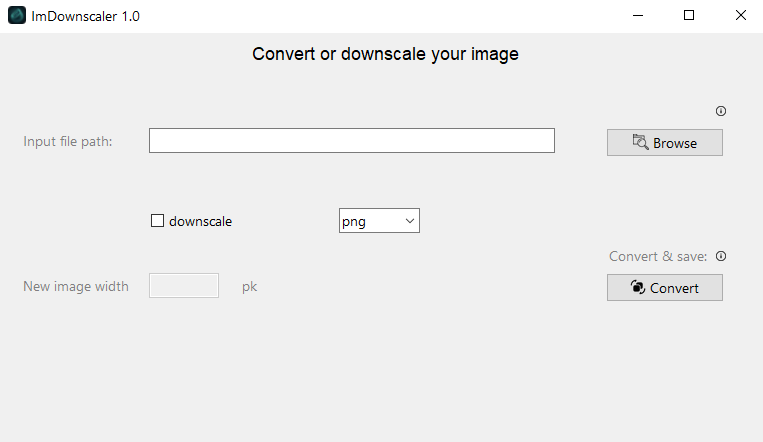 ImDownscaler 1.0
Convert or downscale your image
Input file path:
Browse
downscale
png
Convert & save:
New image width
pk
Convert